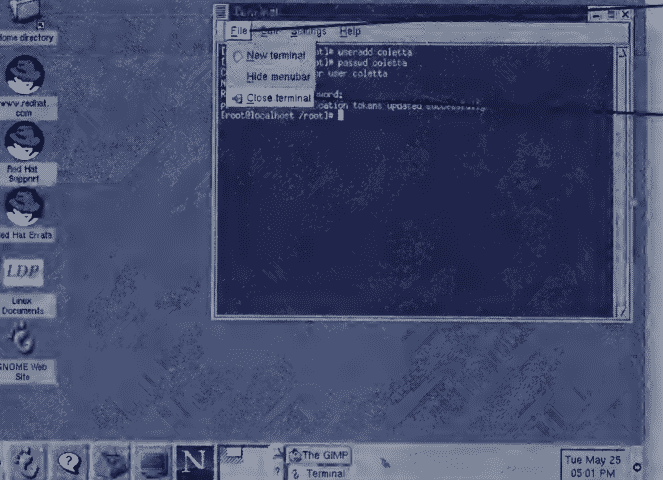 Terminal
File Edit Settings Help
New terminal
Hide menubar
Close terminal
useradd coletta
passwd coletta
user coletta
tokens updated successfully
[root@localhost /root]#
Home directory
www.redhat.
com
Red Hat
Support
Red Hat Errata
LDP
Linux
Documents
GNOME Web
Site
N
The GIMP
Terminal
Tue May 25
05:01 PM